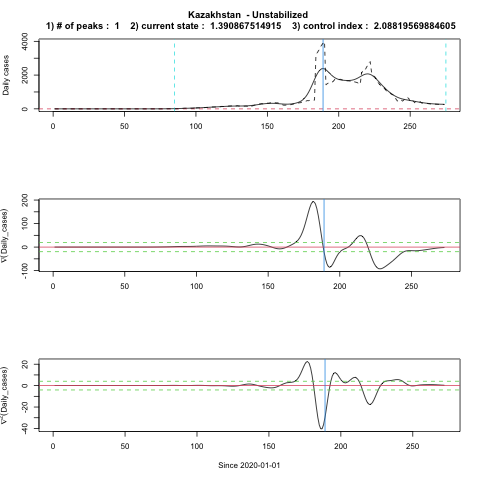 Kazakhstan - Unstabilized
1) # of peaks : 1 2) current state : 1.390867514915 3) control index : 2.08819569884605
Daily cases
4000
2000
0
0 50 100 150 200 250
∇(Daily_cases)
200
100
0
-100
0 50 100 150 200 250
∇²(Daily_cases)
20
0
-20
-40
0 50 100 150 200 250
Since 2020-01-01